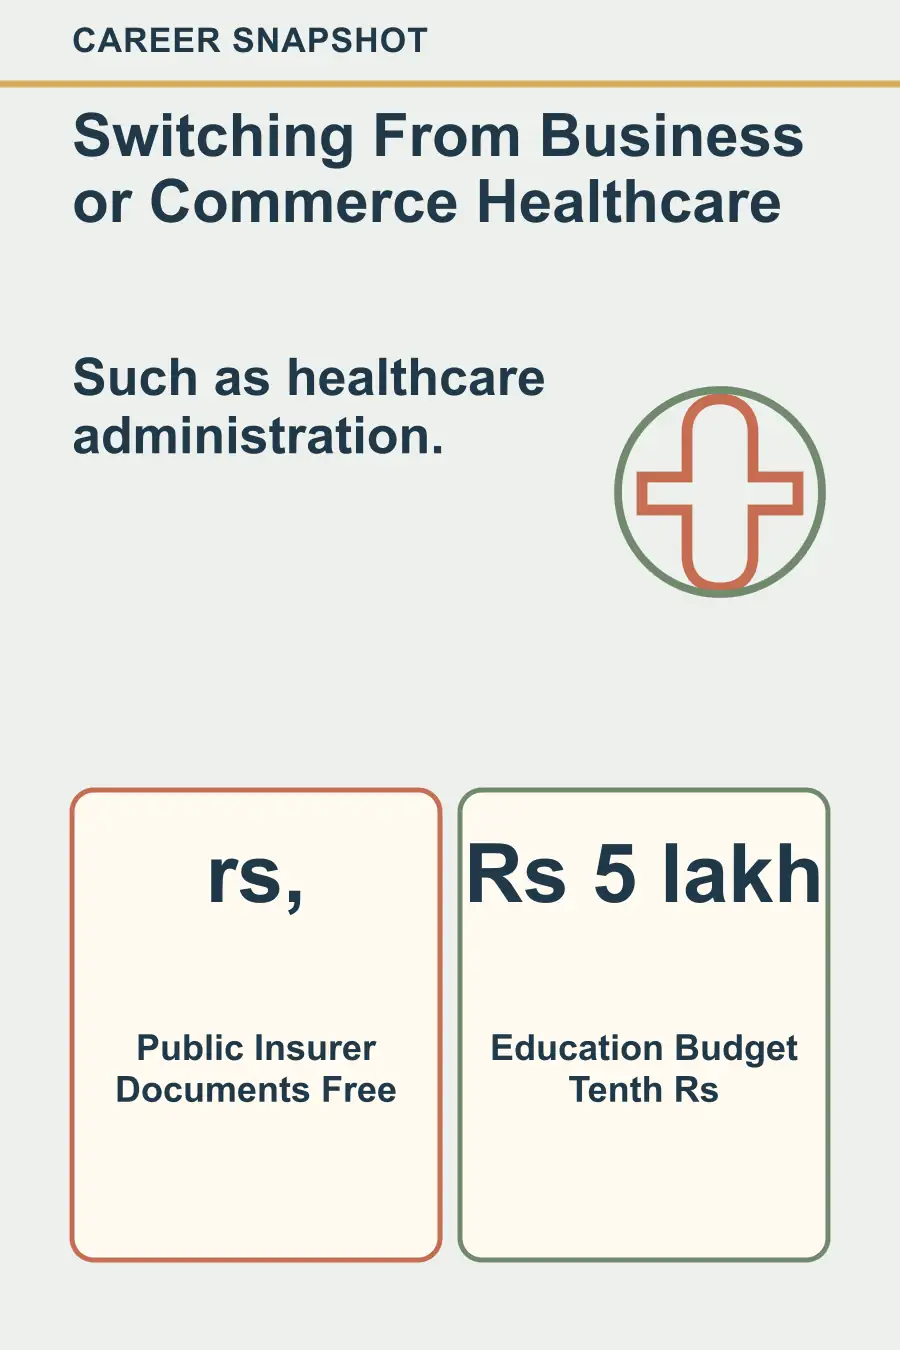 CAREER SNAPSHOT
Switching From Business
or Commerce Healthcare
Such as healthcare
administration.
rs,
Public Insurer
Documents Free
Rs 5 lakh
Education Budget
Tenth Rs